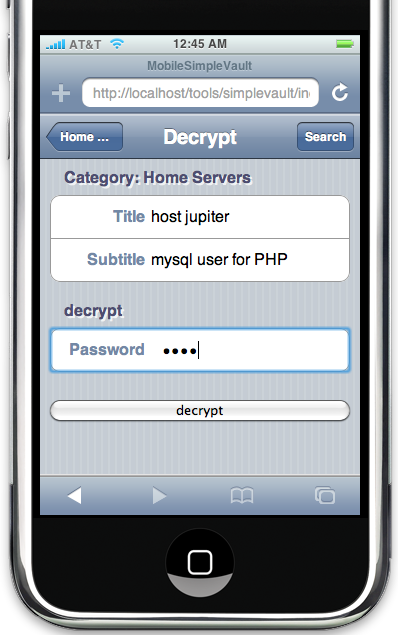 AT&T 12:45 AM
MobileSimpleVault
http://localhost/tools/simplevault/in
Home ... Decrypt Search
Category: Home Servers
Title host jupiter
Subtitle mysql user for PHP
decrypt
Password ••••
decrypt